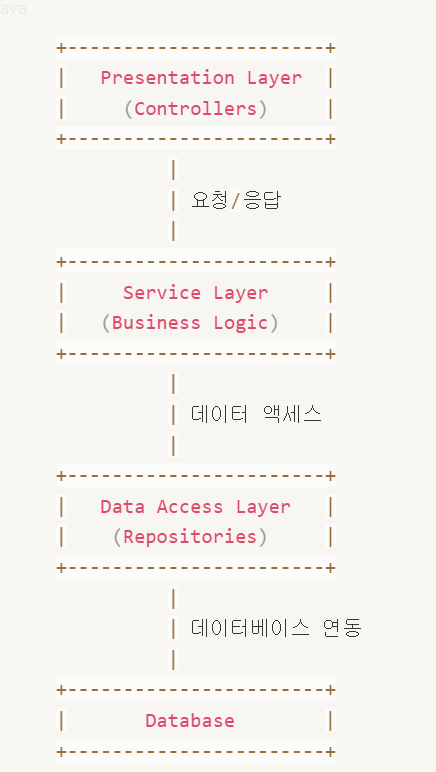 ava
+-----------------------+
|   Presentation Layer  |
|     (Controllers)     |
+-----------------------+
|
| 요청/응답
|
+-----------------------+
|     Service Layer     |
|   (Business Logic)    |
+-----------------------+
|
| 데이터 액세스
|
+-----------------------+
|   Data Access Layer   |
|    (Repositories)     |
+-----------------------+
|
| 데이터베이스 연동
|
+-----------------------+
|       Database        |
+-----------------------+